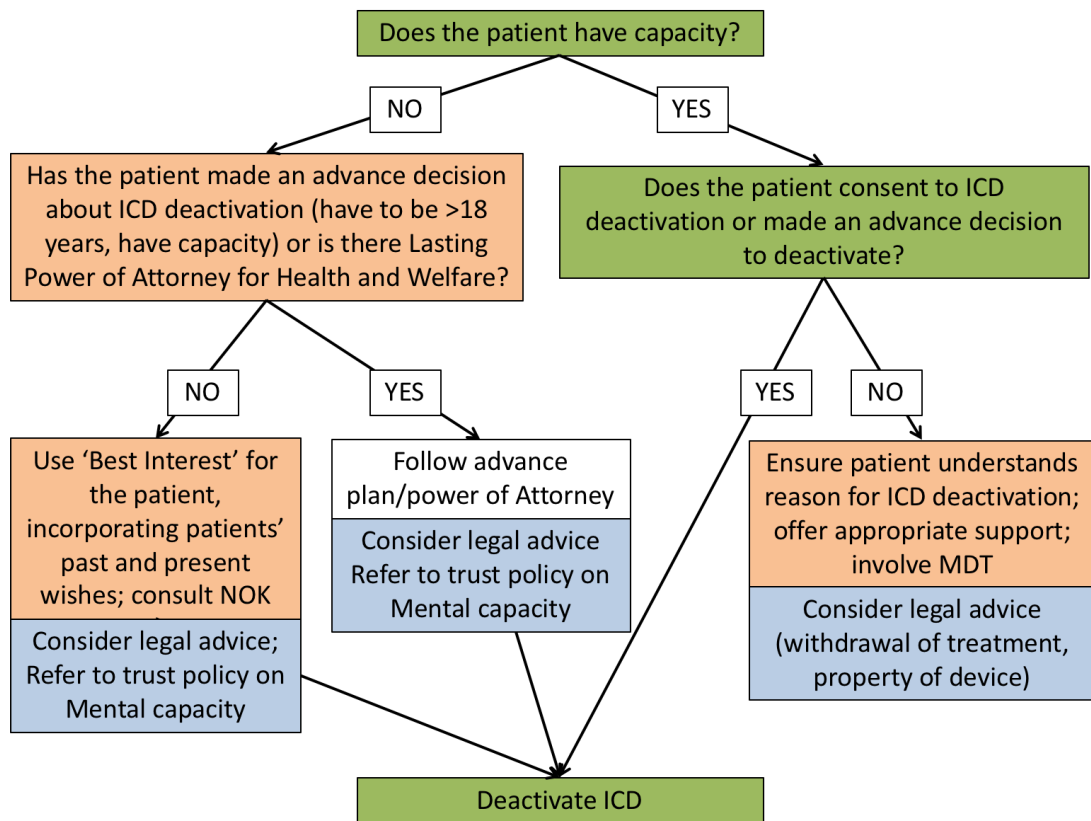 Does the patient have capacity?
NO
YES
Has the patient made an advance decision
about ICD deactivation (have to be >18
years, have capacity) or is there Lasting
Power of Attorney for Health and Welfare?
Does the patient consent to ICD
deactivation or made an advance decision
to deactivate?
NO
YES
YES
NO
Use ‘Best Interest’ for
the patient,
incorporating patients’
past and present
wishes; consult NOK
Consider legal advice;
Refer to trust policy on
Mental capacity
Follow advance
plan/power of Attorney
Consider legal advice
Refer to trust policy on
Mental capacity
Ensure patient understands
reason for ICD deactivation;
offer appropriate support;
involve MDT
Consider legal advice
(withdrawal of treatment,
property of device)
Deactivate ICD